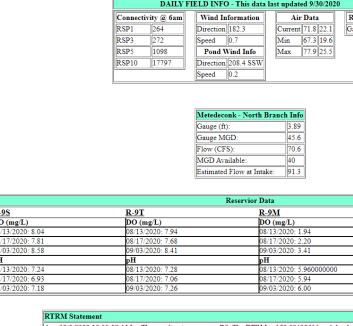 DAILY FIELD INFO - This data last updated 9/30/2020
Connectivity @ 6am
RSP1 264
RSP3 272
RSP5 1098
RSP10 17797
Wind Information
Direction 182.3
Speed 0.7
Pond Wind Info
Direction 208.4 SSW
Speed 0.2
Air Data
Current 71.8 22.1
Min 67.3 19.6
Max 77.9 25.5
R
Ga
Metedeconk - North Branch Info
Gauge (ft): 3.89
Gauge MGD: 45.6
Flow (CFS): 70.6
MGD Available: 40
Estimated Flow at Intake: 91.3
Reservior Data
-9S R-9T R-9M
O (mg/L) DO (mg/L) DO (mg/L)
/13/2020: 8.04 08/13/2020: 7.94 08/13/2020: 1.94
/17/2020: 7.81 08/17/2020: 7.68 08/17/2020: 2.20
/03/2020: 8.58 09/03/2020: 8.41 09/03/2020: 3.41
H pH pH
/13/2020: 7.24 08/13/2020: 7.28 08/13/2020: 5.960000000
/17/2020: 6.93 08/17/2020: 7.06 08/17/2020: 5.94
/03/2020: 7.18 09/03/2020: 7.26 09/03/2020: 6.00
RTRM Statement